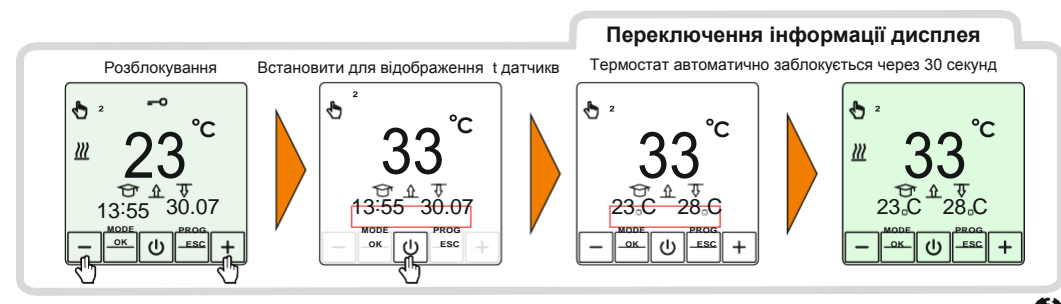 Переключення інформації дисплея
Розблокування
Встановити для відображення t датчикв
Термостат автоматично заблокується через 30 секунд
2
°C
23
13:55 30.07
MODE PROG
− OK ESC +
2
°C
33
13:55 30.07
MODE PROG
− OK ESC +
2
°C
33
23▫C 28▫C
MODE PROG
− OK ESC +
2
°C
33
23▫C 28▫C
MODE PROG
− OK ESC +